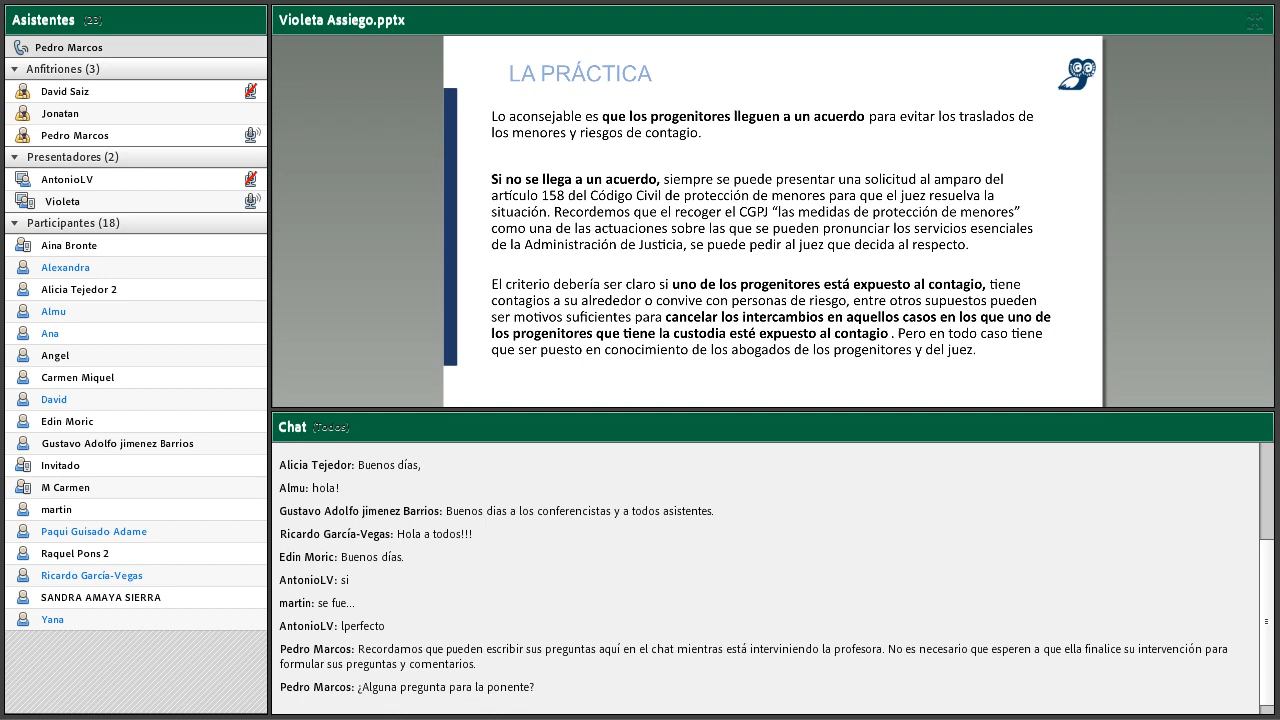 Asistentes (23)
Pedro Marcos
Anfitriones (3)
David Saiz
Jonatan
Pedro Marcos
Presentadores (2)
AntonioLV
Violeta
Participantes (18)
Aina Bronte
Alexandra
Alicia Tejedor 2
Almu
Ana
Angel
Carmen Miquel
David
Edin Moric
Gustavo Adolfo jimenez Barrios
Invitado
M Carmen
martin
Paqui Guisado Adame
Raquel Pons 2
Ricardo García-Vegas
SANDRA AMAYA SIERRA
Yana
Violeta Assiego.pptx
LA PRÁCTICA
Lo aconsejable es que los progenitores lleguen a un acuerdo para evitar los traslados de
los menores y riesgos de contagio.
Si no se llega a un acuerdo, siempre se puede presentar una solicitud al amparo del
artículo 158 del Código Civil de protección de menores para que el juez resuelva la
situación. Recordemos que el recoger el CGPJ “las medidas de protección de menores”
como una de las actuaciones sobre las que se pueden pronunciar los servicios esenciales
de la Administración de Justicia, se puede pedir al juez que decida al respecto.
El criterio debería ser claro si uno de los progenitores está expuesto al contagio, tiene
contagios a su alrededor o convive con personas de riesgo, entre otros supuestos pueden
ser motivos suficientes para cancelar los intercambios en aquellos casos en los que uno de
los progenitores que tiene la custodia esté expuesto al contagio . Pero en todo caso tiene
que ser puesto en conocimiento de los abogados de los progenitores y del juez.
Chat (Todos)
Alicia Tejedor: Buenos días,
Almu: hola!
Gustavo Adolfo jimenez Barrios: Buenos dias a los conferencistas y a todos asistentes.
Ricardo García-Vegas: Hola a todos!!!
Edin Moric: Buenos días.
AntonioLV: si
martin: se fue...
AntonioLV: lperfecto
Pedro Marcos: Recordamos que pueden escribir sus preguntas aquí en el chat mientras está interviniendo la profesora. No es necesario que esperen a que ella finalice su intervención para
formular sus preguntas y comentarios.
Pedro Marcos: ¿Alguna pregunta para la ponente?